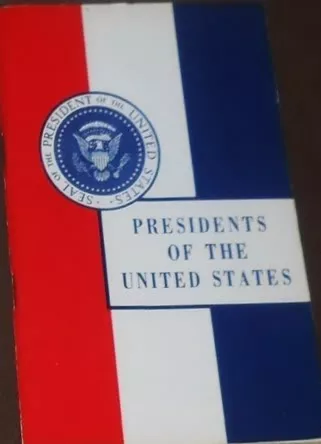 SEAL OF THE PRESIDENT OF THE UNITED STATES
PRESIDENTS
OF THE
UNITED STATES